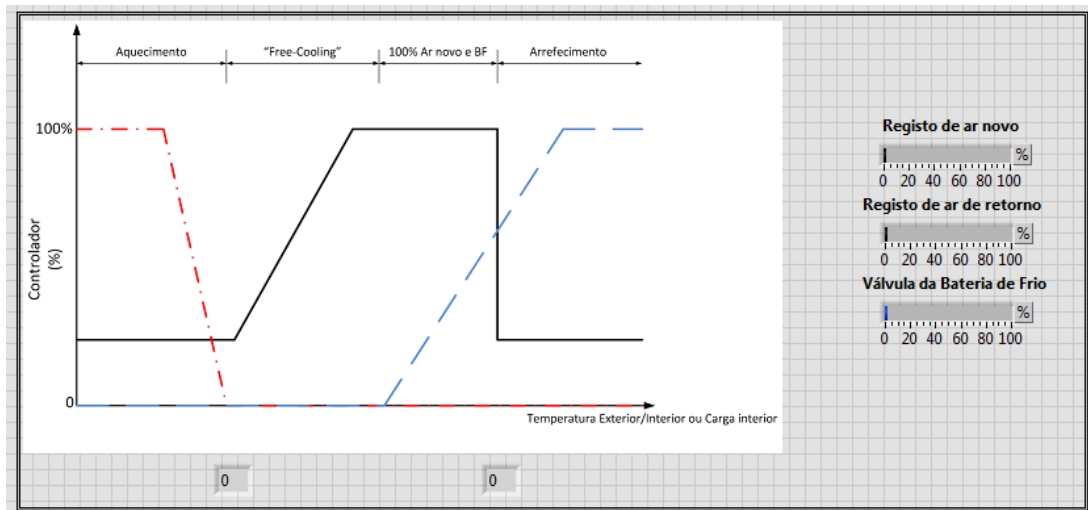 Aquecimento
“Free-Cooling”
100% Ar novo e BF
Arrefecimento
100%
Controlador
(%)
0
Temperatura Exterior/Interior ou Carga interior
0
0
Registo de ar novo
%
0 20 40 60 80 100
Registo de ar de retorno
%
0 20 40 60 80 100
Válvula da Bateria de Frio
%
0 20 40 60 80 100